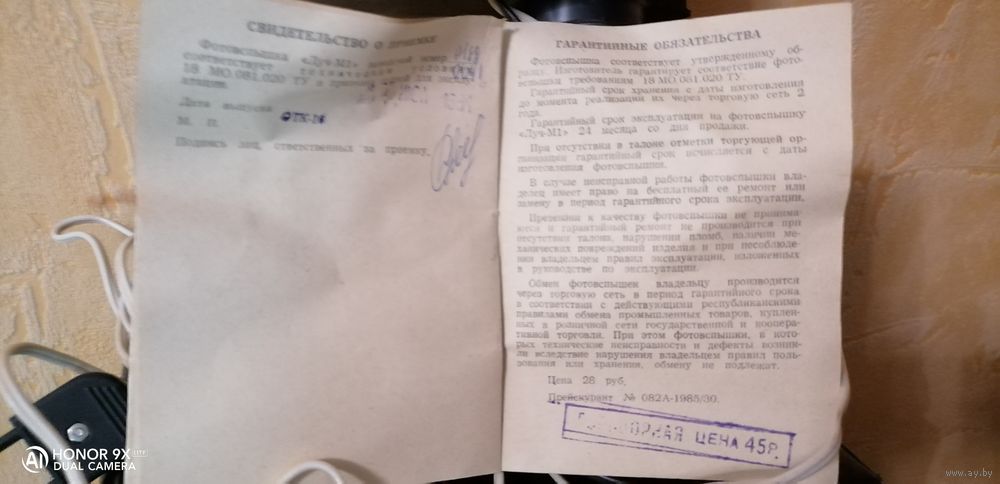 СВИДЕТЕЛЬСТВО О ПРИЕМКЕ
Фотовспышка «Луч-М1» номер
соответствует
18 МО.081.020 ТУ и
Дата выпуска
М. П. ОТК-16
Подпись лиц, ответственных за приемку.
ГАРАНТИЙНЫЕ ОБЯЗАТЕЛЬСТВА
Фотовспышка соответствует утвержденному об-
разцу. Изготовитель гарантирует соответствие фото-
вспышки требованиям 18 МО.081.020 ТУ.
Гарантийный срок хранения с даты изготовления
до момента реализации их через торговую сеть 2
года.
Гарантийный срок эксплуатации на фотовспышку
«Луч-М1» 24 месяца со дня продажи.
При отсутствии в талоне отметки торгующей ор-
ганизации гарантийный срок исчисляется с даты
изготовления фотовспышки.
В случае неисправной работы фотовспышки вла-
делец имеет право на бесплатный ее ремонт или
замену в период гарантийного срока эксплуатации.
Претензии к качеству фотовспышки не принима-
ются и гарантийный ремонт не производится при
отсутствии талона, нарушении пломб, наличии ме-
ханических повреждений изделия и при несоблюде-
нии владельцем правил эксплуатации, изложенных
в руководстве по эксплуатации.
Обмен фотовспышек владельцу производится
через торговую сеть в период гарантийного срока
в соответствии с действующими республиканскими
правилами обмена промышленных товаров, куплен-
ных в розничной сети государственной и коопера-
тивной торговли. При этом фотовспышки, в кото-
рых технические неисправности и дефекты возник-
ли вследствие нарушения владельцем правил поль-
зования или хранения, обмену не подлежат.
Цена 28 руб.
Прейскурант № 082А-1985/30.
ЦЕНА 45Р.
HONOR 9X LITE
AI DUAL CAMERA
www.ay.by